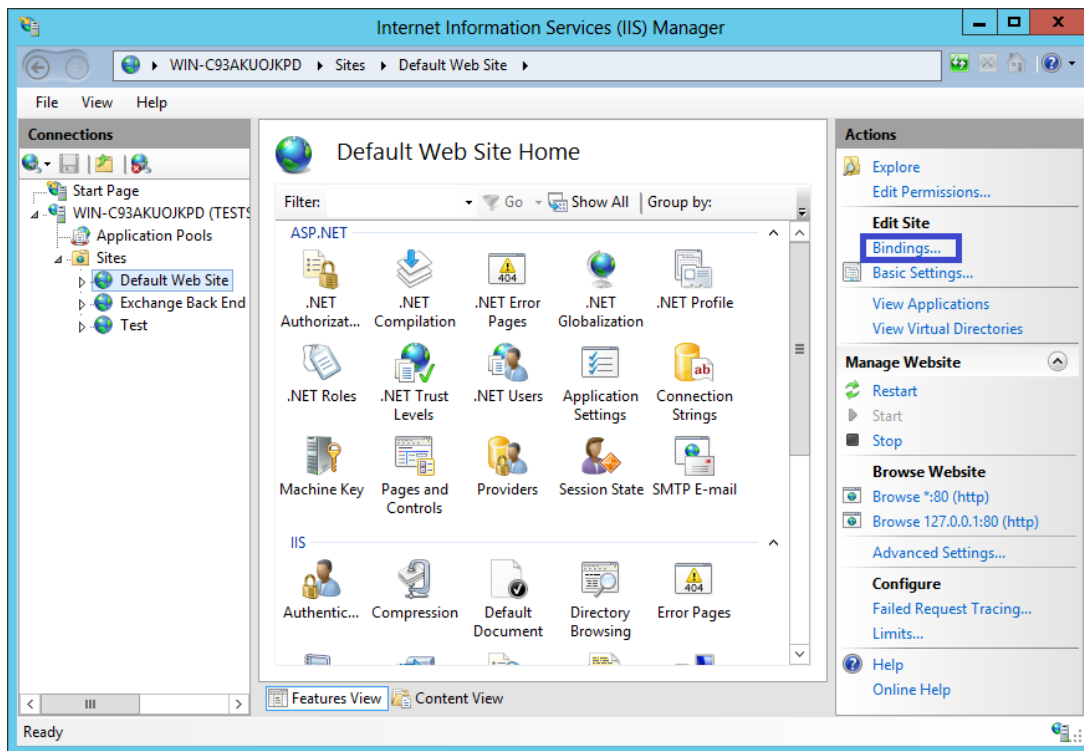 Internet Information Services (IIS) Manager
WIN-C93AKUOJKPD Sites Default Web Site
File View Help
Connections
Start Page
WIN-C93AKUOJKPD (TESTS
Application Pools
Sites
Default Web Site
Exchange Back End
Test
Default Web Site Home
Filter: Go Show All Group by:
ASP.NET
.NET Authorizat...
.NET Compilation
404
.NET Error Pages
.NET Globalization
.NET Profile
.NET Roles
.NET Trust Levels
.NET Users
Application Settings
ab
Connection Strings
Machine Key
Pages and Controls
Providers
Session State
SMTP E-mail
IIS
Authentic...
Compression
Default Document
Directory Browsing
404
Error Pages
Features View Content View
Actions
Explore
Edit Permissions...
Edit Site
Bindings...
Basic Settings...
View Applications
View Virtual Directories
Manage Website
Restart
Start
Stop
Browse Website
Browse *:80 (http)
Browse 127.0.0.1:80 (http)
Advanced Settings...
Configure
Failed Request Tracing...
Limits...
Help
Online Help
Ready